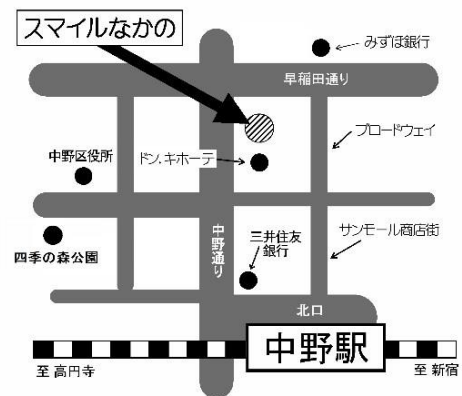 スマイルなかの
みずほ銀行
早稲田通り
ブロードウェイ
中野区役所
ドン.キホーテ
サンモール商店街
四季の森公園
中野通り
三井住友
銀行
北口
中野駅
至 高円寺
至 新宿